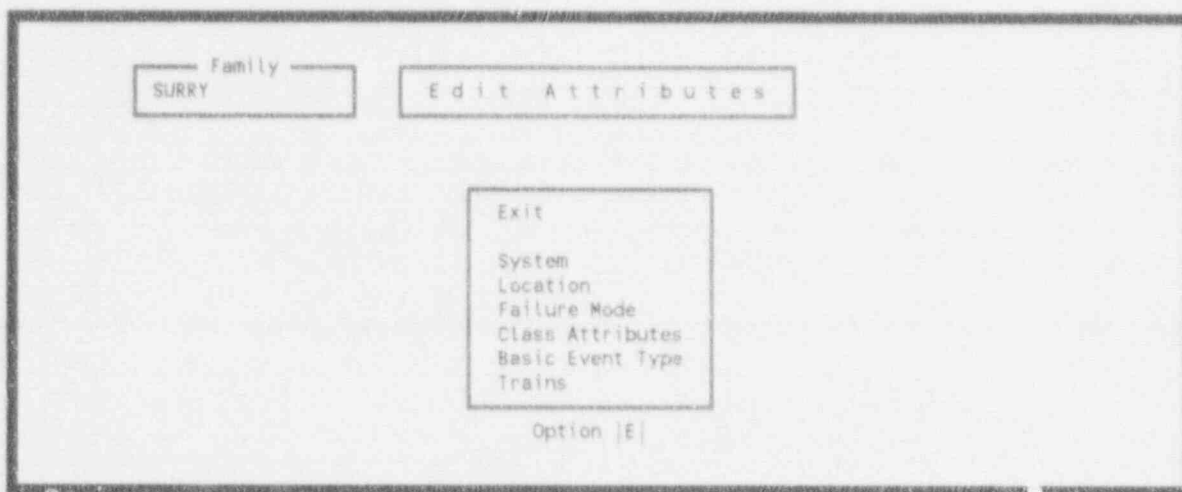 Family
SURRY
Edit Attributes
Exit
System
Location
Failure Mode
Class Attributes
Basic Event Type
Trains
Option |E|